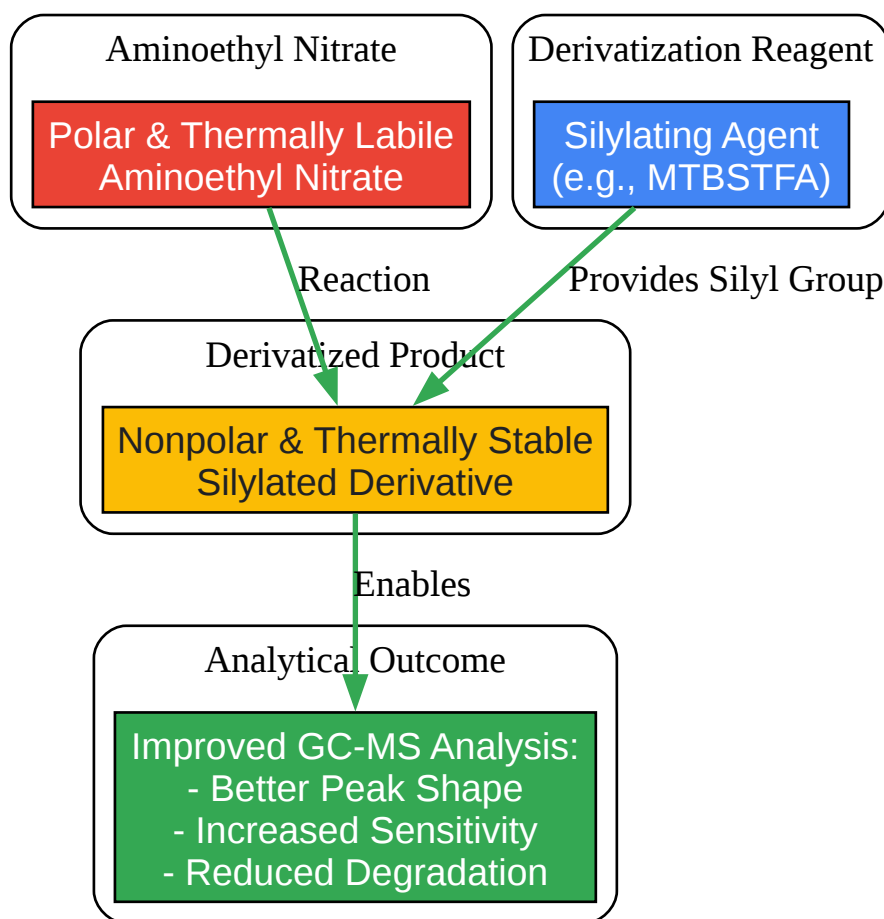 Aminoethyl Nitrate
Derivatization Reagent
Polar & Thermally Labile
Aminoethyl Nitrate
Silylating Agent
(e.g., MTBSTFA)
Reaction
Provides Silyl Group
Derivatized Product
Nonpolar & Thermally Stable
Silylated Derivative
Enables
Analytical Outcome
Improved GC-MS Analysis:
- Better Peak Shape
- Increased Sensitivity
- Reduced Degradation